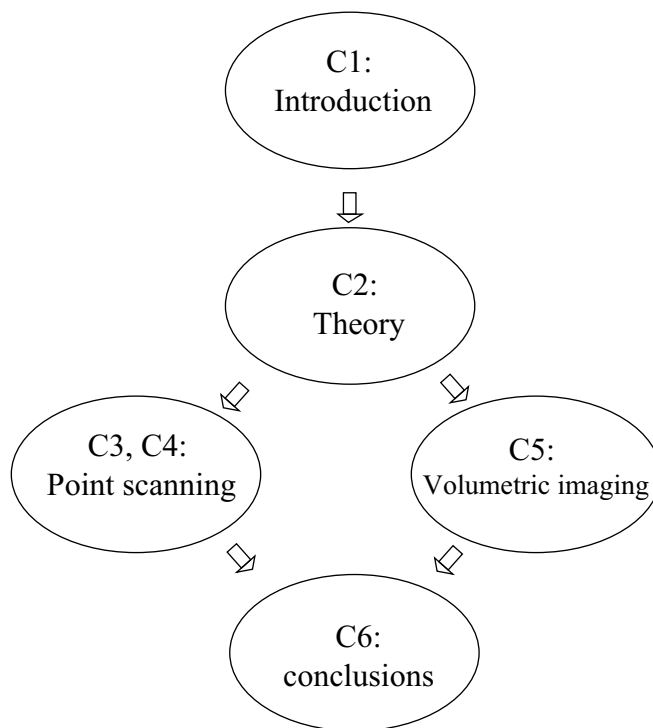 C1:
Introduction
C2:
Theory
C3, C4:
Point scanning
C5:
Volumetric imaging
C6:
conclusions